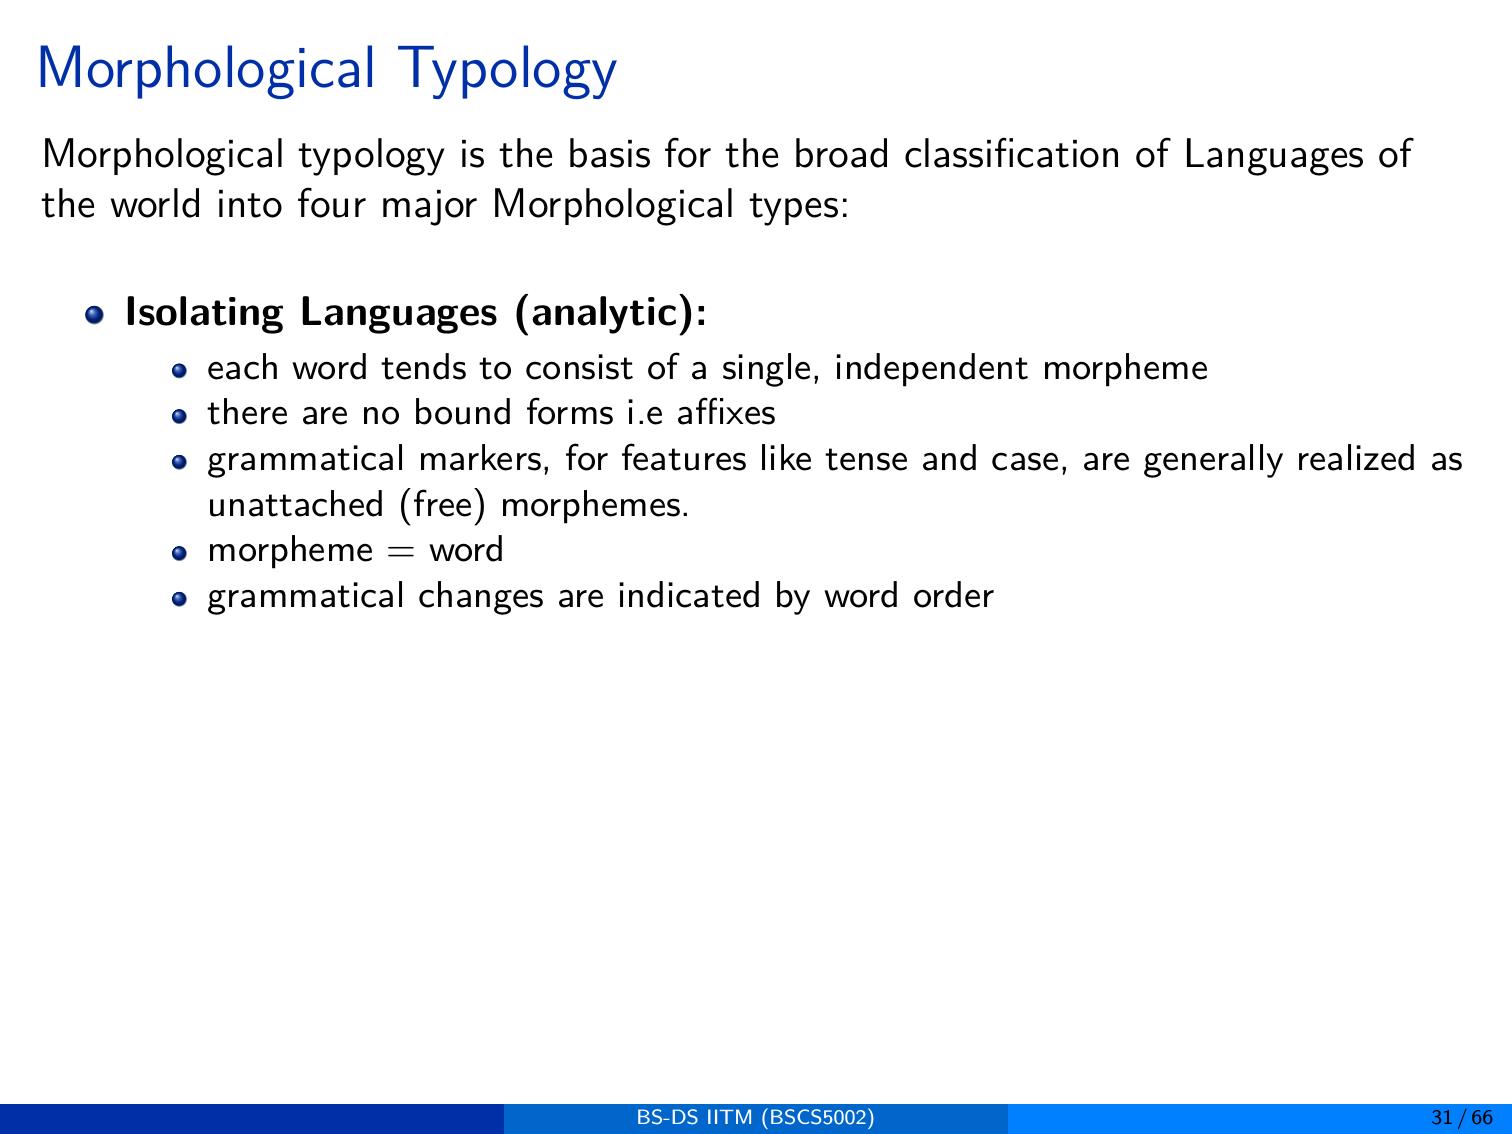 Morphological Typology
Morphological typology is the basis for the broad classification of Languages of
the world into four major Morphological types:
Isolating Languages (analytic):
each word tends to consist of a single, independent morpheme
there are no bound forms i.e affixes
grammatical markers, for features like tense and case, are generally realized as
unattached (free) morphemes.
morpheme = word
grammatical changes are indicated by word order
BS-DS IITM (BSCS5002)
31 / 66